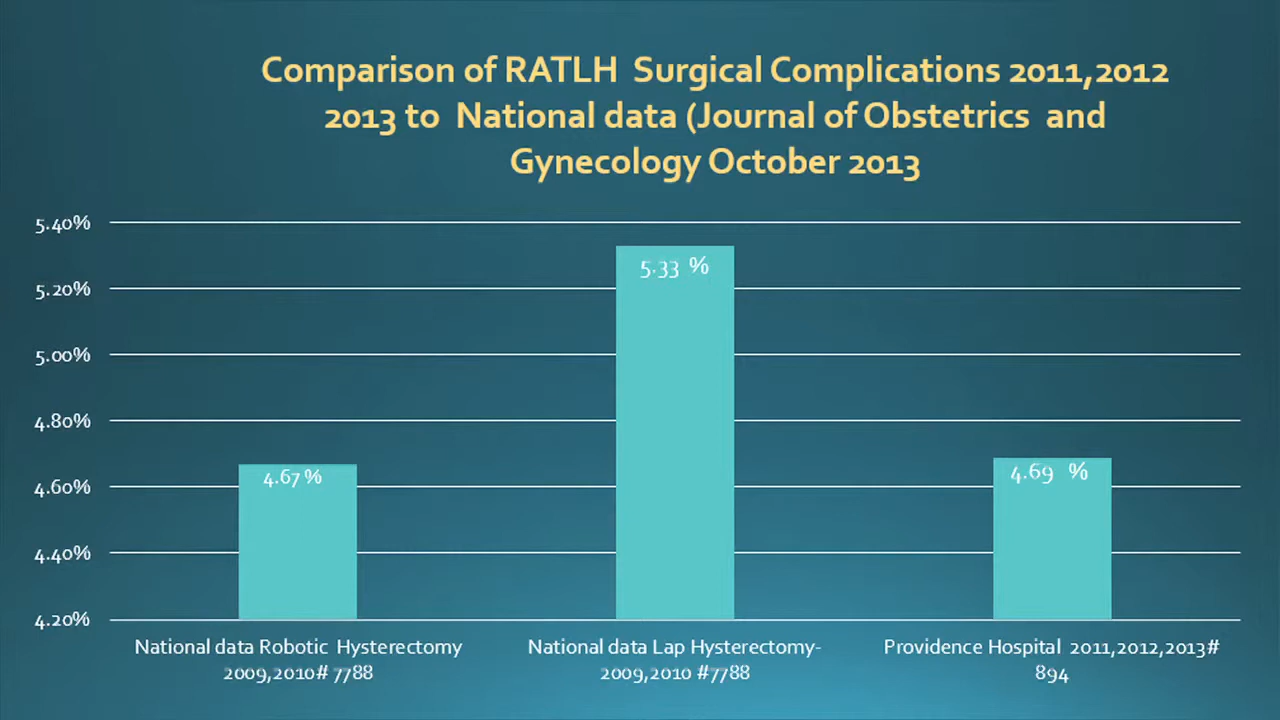 Comparison of RATLH Surgical Complications 2011,2012
2013 to National data (Journal of Obstetrics and
Gynecology October 2013
5.40%
5.20%
5.00%
4.80%
4.60%
4.40%
4.20%
4.67 %
5.33 %
4.69 %
National data Robotic Hysterectomy
2009,2010# 7788
National data Lap Hysterectomy-
2009,2010 #7788
Providence Hospital 2011,2012,2013#
894